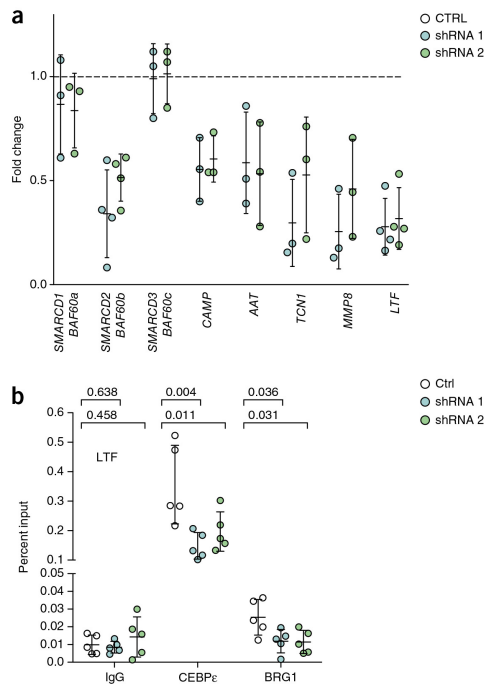 a
CTRL
shRNA 1
shRNA 2
Fold change
1.0
0.5
0.0
SMARCD1
BAF60a
SMARCD2
BAF60b
SMARCD3
BAF60c
CAMP
AAT
TCN1
MMP8
LTF
b
Ctrl
shRNA 1
shRNA 2
0.638 0.004 0.036
0.458 0.011 0.031
LTF
Percent input
0.6
0.5
0.4
0.3
0.2
0.1
0.05
0.04
0.03
0.02
0.01
0
IgG CEBPε BRG1